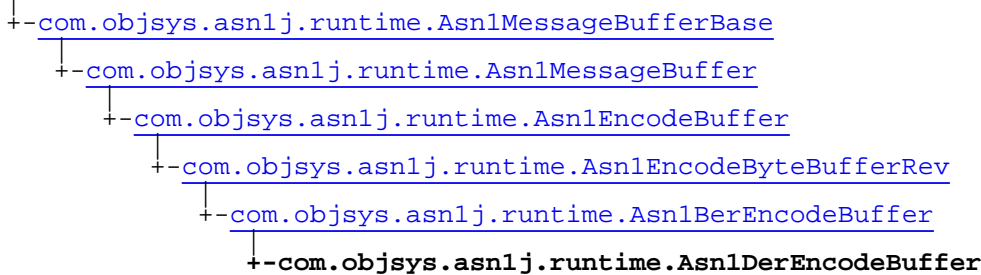 +-com.objsys.asn1j.runtime.Asn1MessageBufferBase
+-com.objsys.asn1j.runtime.Asn1MessageBuffer
+-com.objsys.asn1j.runtime.Asn1EncodeBuffer
+-com.objsys.asn1j.runtime.Asn1EncodeByteBufferRev
+-com.objsys.asn1j.runtime.Asn1BerEncodeBuffer
+-com.objsys.asn1j.runtime.Asn1DerEncodeBuffer